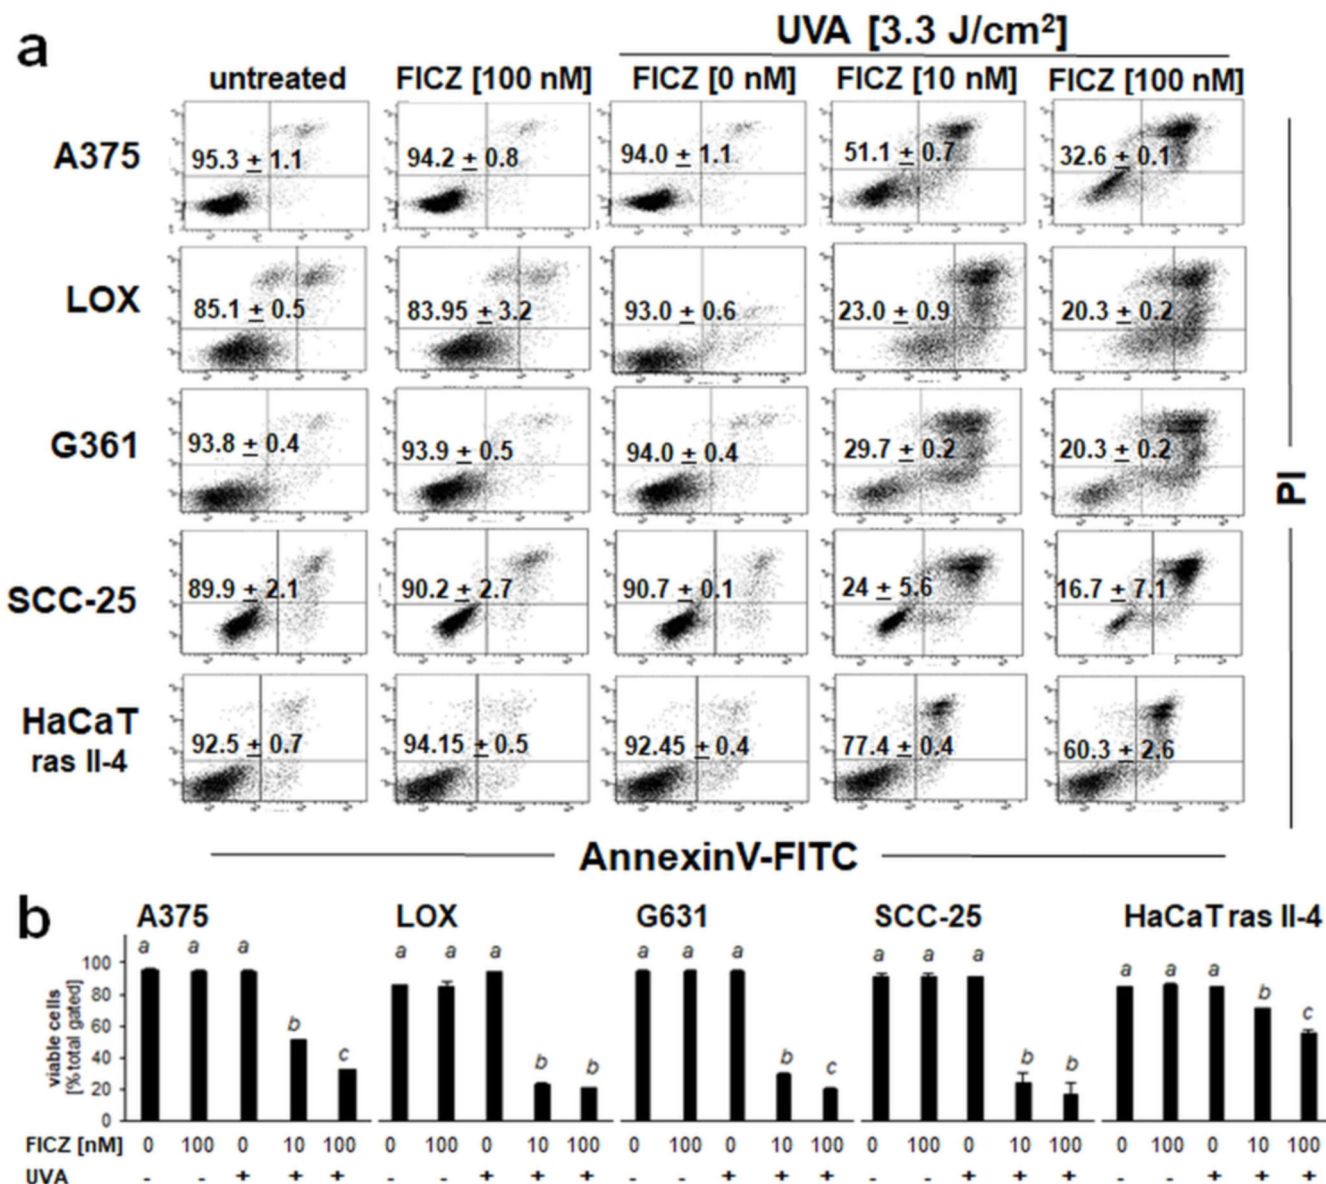 a
UVA [3.3 J/cm²]
untreated FICZ [100 nM] FICZ [0 nM] FICZ [10 nM] FICZ [100 nM]
A375 95.3 ± 1.1 94.2 ± 0.8 94.0 ± 1.1 51.1 ± 0.7 32.6 ± 0.1
LOX 85.1 ± 0.5 83.95 ± 3.2 93.0 ± 0.6 23.0 ± 0.9 20.3 ± 0.2
G361 93.8 ± 0.4 93.9 ± 0.5 94.0 ± 0.4 29.7 ± 0.2 20.3 ± 0.2
PI
SCC-25 89.9 ± 2.1 90.2 ± 2.7 90.7 ± 0.1 24 ± 5.6 16.7 ± 7.1
HaCaT
ras II-4 92.5 ± 0.7 94.15 ± 0.5 92.45 ± 0.4 77.4 ± 0.4 60.3 ± 2.6
AnnexinV-FITC
b
A375 LOX G631 SCC-25 HaCaT ras II-4
viable cells
[% total gated]
100
80
60
40
20
0
a a a b c a a a b b a a a b c a a a b b a a a b c
FICZ [nM] 0 100 0 10 100 0 100 0 10 100 0 100 0 10 100 0 100 0 10 100 0 100 0 10 100
UVA - - + + + - - + + + - - + + + - - + + + - - + + +